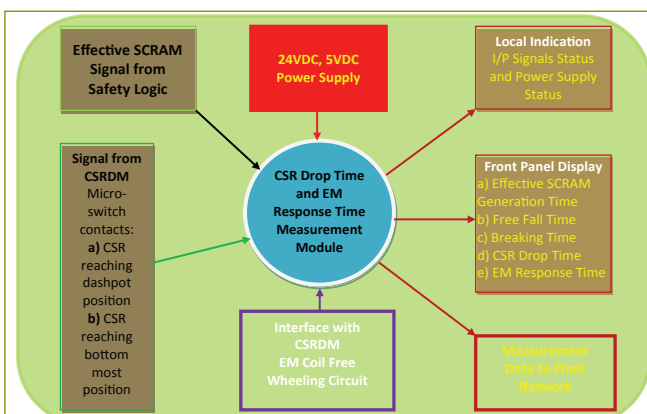 Effective SCRAM
Signal from
Safety Logic
24VDC, 5VDC
Power Supply
Local Indication
I/P Signals Status
and Power Supply
Status
Signal from
CSRDM
Micro-
switch
contacts:
a) CSR
reaching
dashpot
position
b) CSR
reaching
bottom
most
position
CSR Drop Time
and EM
Response Time
Measurement
Module
Front Panel Display
a) Effective SCRAM
Generation Time
b) Free Fall Time
c) Breaking Time
d) CSR Drop Time
e) EM Response Time
Interface with
CSRDM
EM Coil Free
Wheeling Circuit
Measurement
Data to Plant
Network